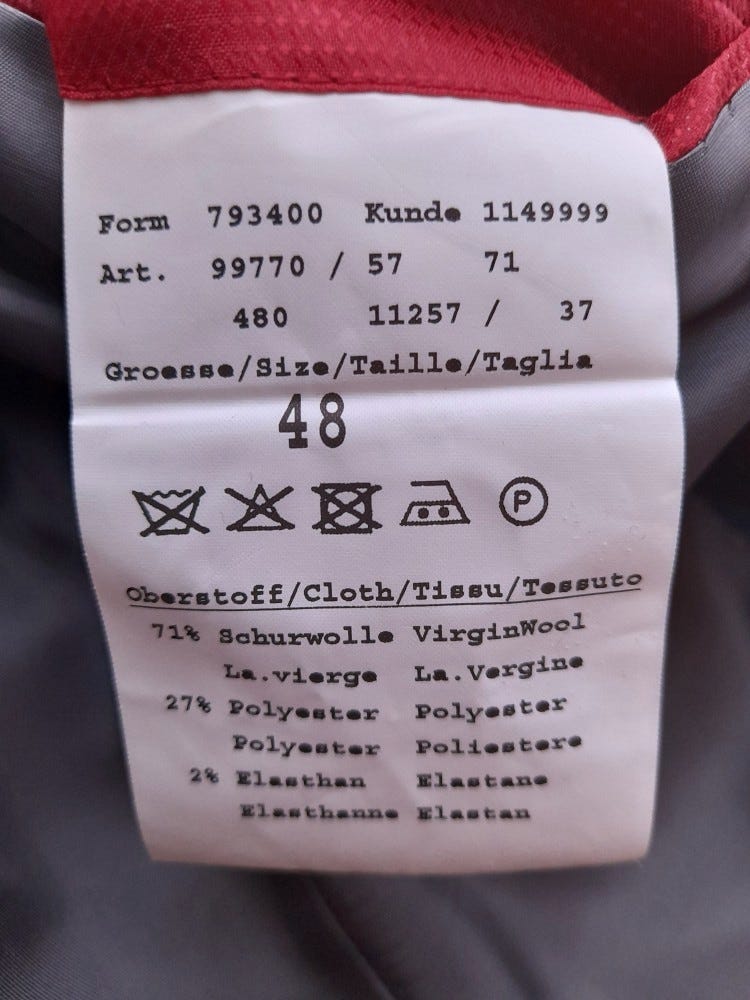 Form 793400 Kunde 1149999
Art. 99770 / 57 71
480 11257 / 37
Groesse/Size/Taille/Taglia
48
P
Oberstoff/Cloth/Tissu/Tessuto
71% Schurwolle VirginWool
La.vierge La.Vergine
27% Polyester Polyester
Polyester Poliestere
2% Elasthan Elastane
Elasthanne Elastan